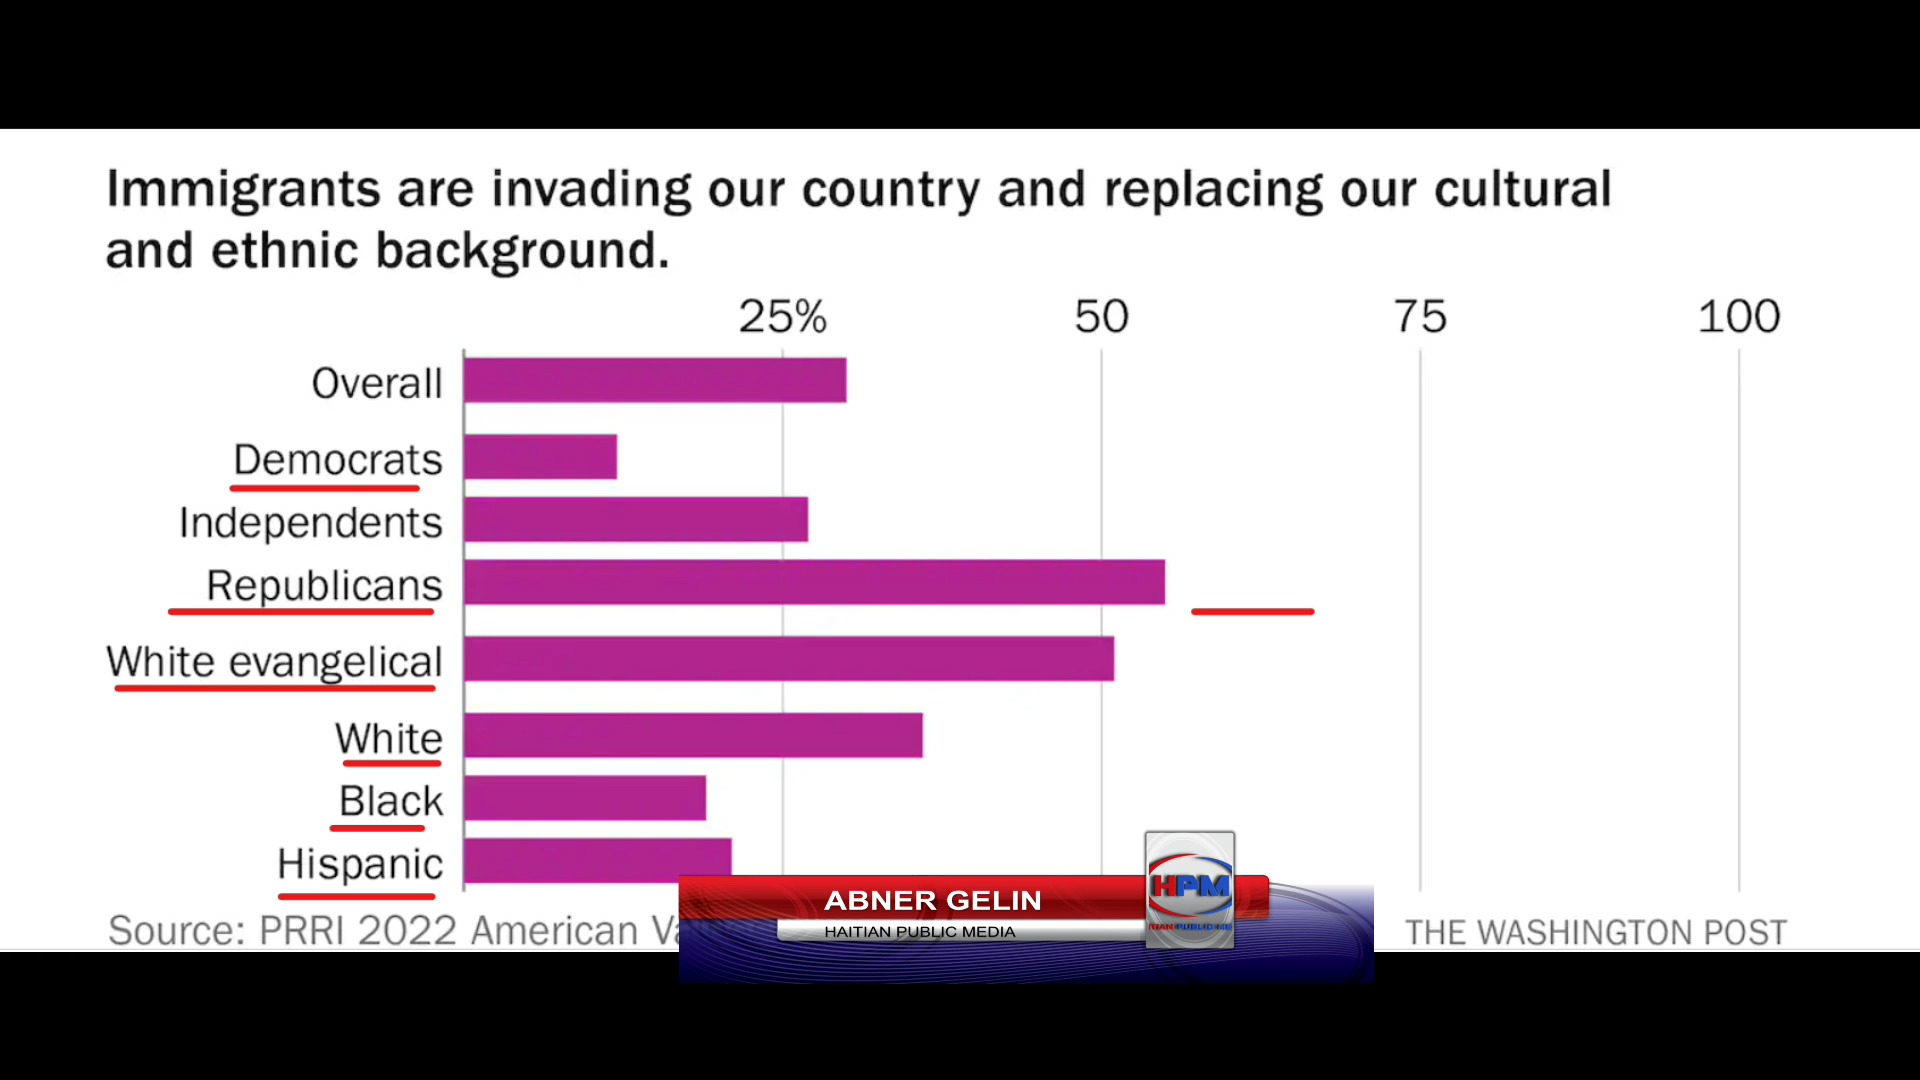 Immigrants are invading our country and replacing our cultural
and ethnic background.
25% 50 75 100
Overall
Democrats
Independents
Republicans
White evangelical
White
Black
Hispanic
Source: PRRI 2022 American
THE WASHINGTON POST
ABNER GELIN
HAITIAN PUBLIC MEDIA
HPM